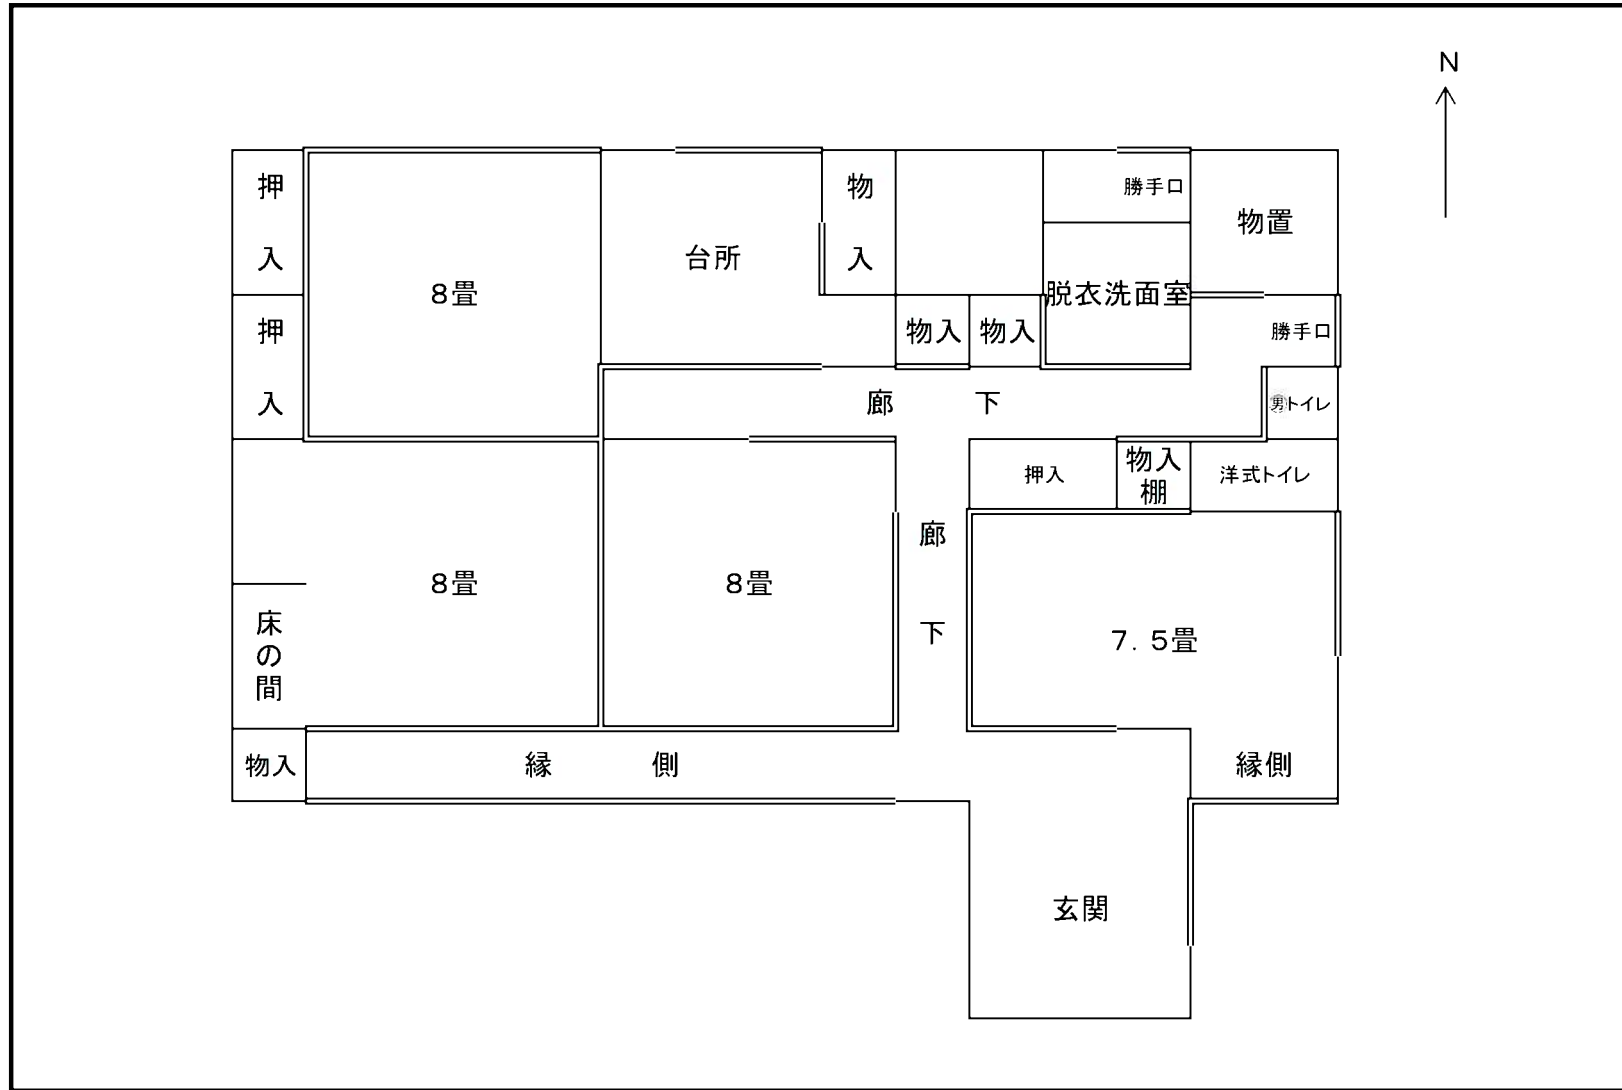 N
押入
8畳
台所
物入
勝手口
物置
脱衣洗面室
押入
物入
物入
勝手口
廊下
男トイレ
押入
物入
棚
洋式トイレ
8畳
8畳
廊下
7.5畳
床の間
物入
縁側
縁側
玄関